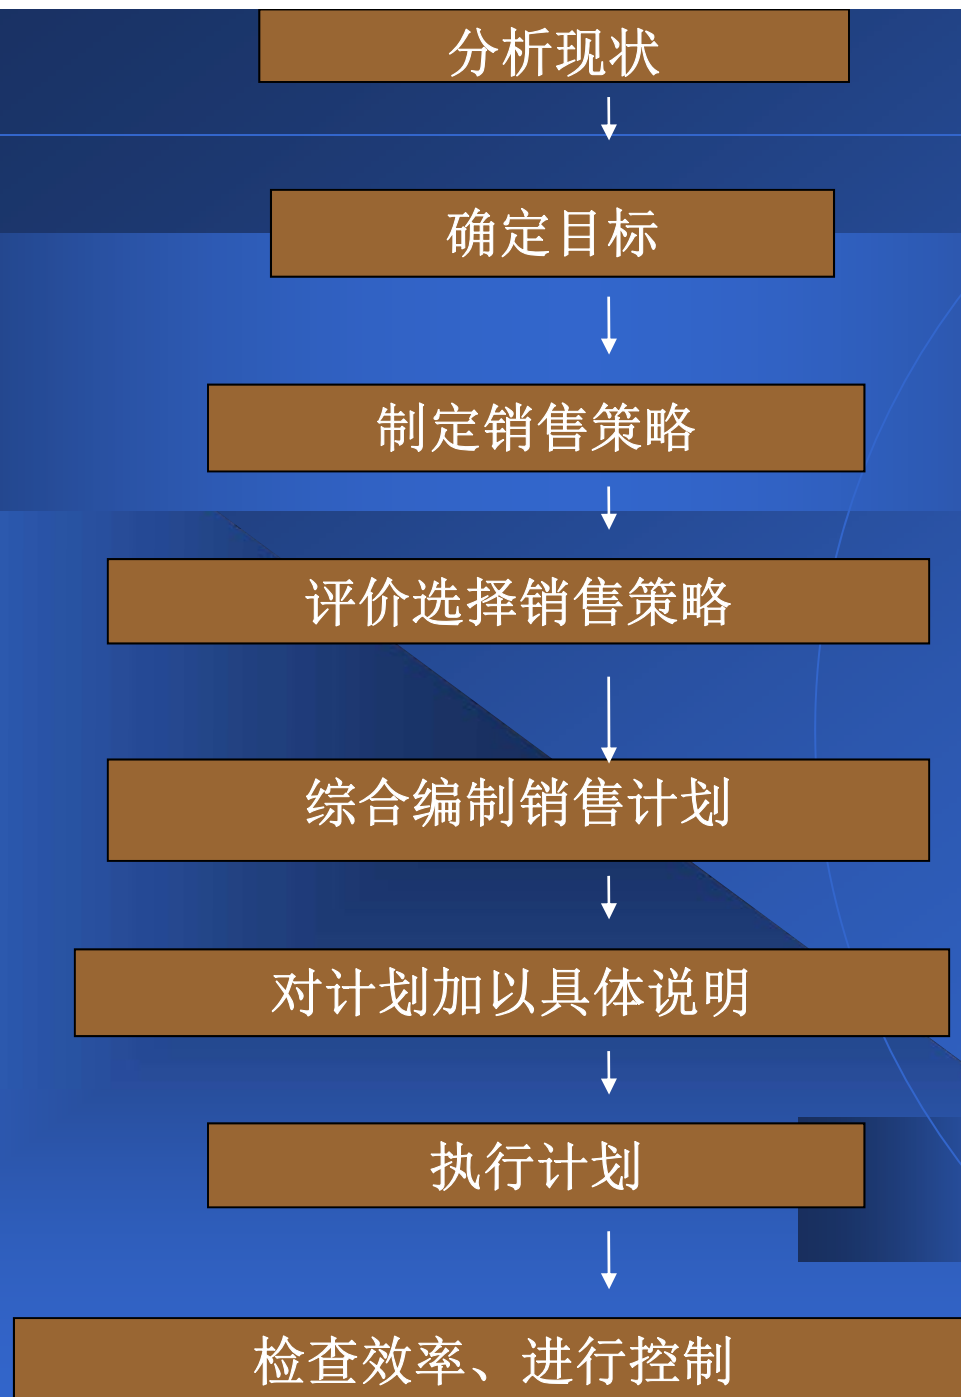 分析现状
确定目标
制定销售策略
评价选择销售策略
综合编制销售计划
对计划加以具体说明
执行计划
检查效率、进行控制